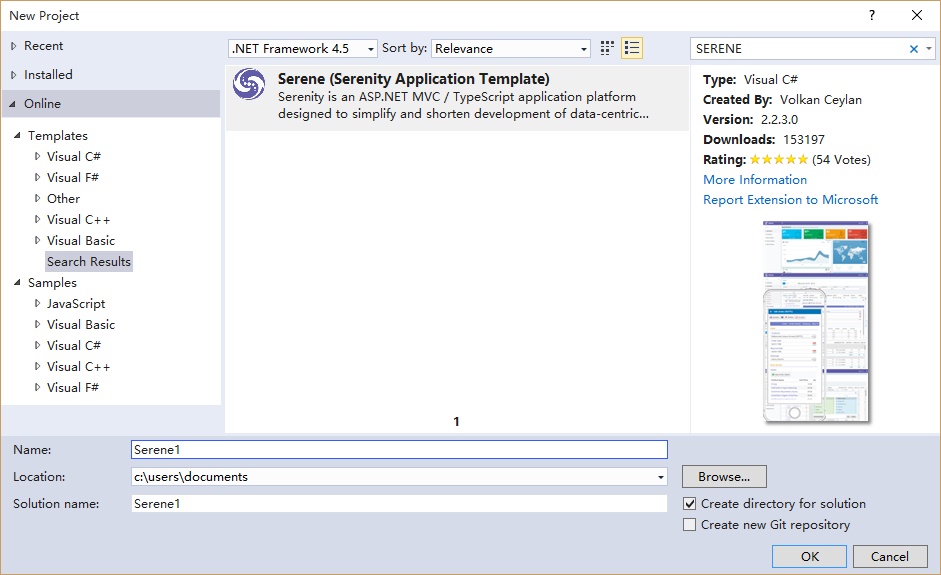 New Project
?
Recent
Installed
Online
Templates
Visual C#
Visual F#
Other
Visual C++
Visual Basic
Search Results
Samples
JavaScript
Visual Basic
Visual C#
Visual C++
Visual F#
.NET Framework 4.5
Sort by: Relevance
SERENE
Serene (Serenity Application Template)
Serenity is an ASP.NET MVC / TypeScript application platform
designed to simplify and shorten development of data-centric...
1
Type: Visual C#
Created By: Volkan Ceylan
Version: 2.2.3.0
Downloads: 153197
Rating: (54 Votes)
More Information
Report Extension to Microsoft
Name: Serene1
Location: c:\users\documents
Browse...
Solution name: Serene1
Create directory for solution
Create new Git repository
OK
Cancel